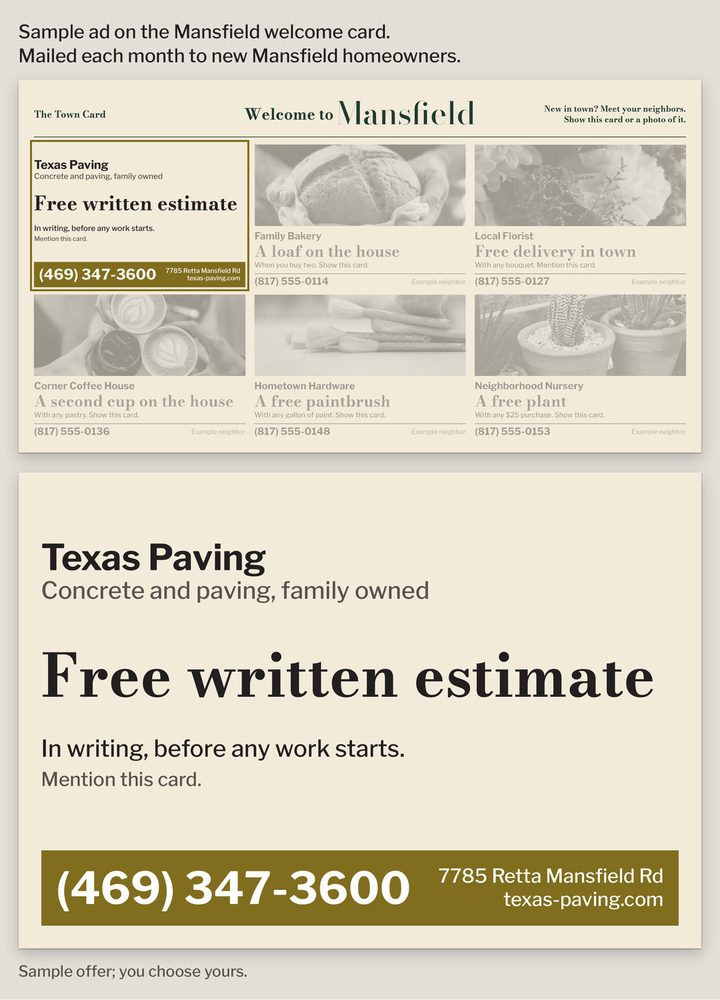 Sample ad on the Mansfield welcome card.
Mailed each month to new Mansfield homeowners.
The Town Card
Welcome to Mansfield
New in town? Meet your neighbors.
Show this card or a photo of it.
Texas Paving
Concrete and paving, family owned
Free written estimate
In writing, before any work starts.
Mention this card.
(469) 347-3600
7785 Retta Mansfield Rd
texas-paving.com
Family Bakery
A loaf on the house
When you buy two. Show this card.
(817) 555-0114
Example neighbor
Local Florist
Free delivery in town
With any bouquet. Mention this card.
(817) 555-0127
Example neighbor
Corner Coffee House
A second cup on the house
With any pastry. Show this card.
(817) 555-0136
Example neighbor
Hometown Hardware
A free paintbrush
With any gallon of paint. Show this card.
(817) 555-0148
Example neighbor
Neighborhood Nursery
A free plant
With any $25 purchase. Show this card.
(817) 555-0153
Example neighbor
Texas Paving
Concrete and paving, family owned
Free written estimate
In writing, before any work starts.
Mention this card.
(469) 347-3600
7785 Retta Mansfield Rd
texas-paving.com
Sample offer; you choose yours.